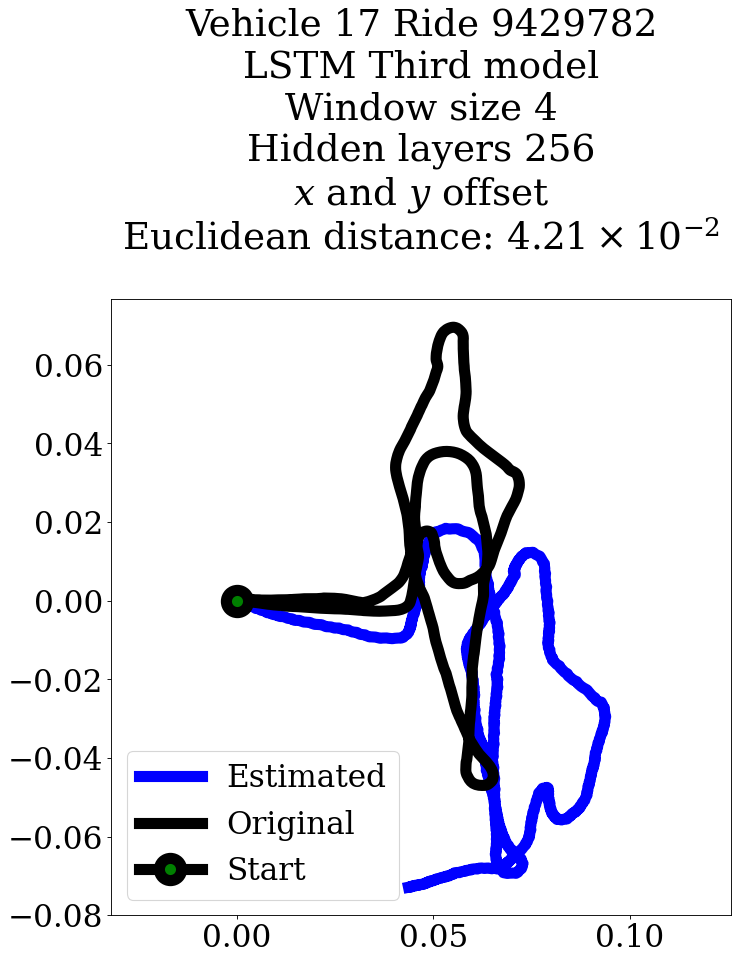 Vehicle 17 Ride 9429782
LSTM Third model
Window size 4
Hidden layers 256
x and y offset
Euclidean distance: 4.21 × 10⁻²
0.06
0.04
0.02
0.00
−0.02
−0.04
−0.06
−0.08
Estimated
Original
Start
0.00 0.05 0.10